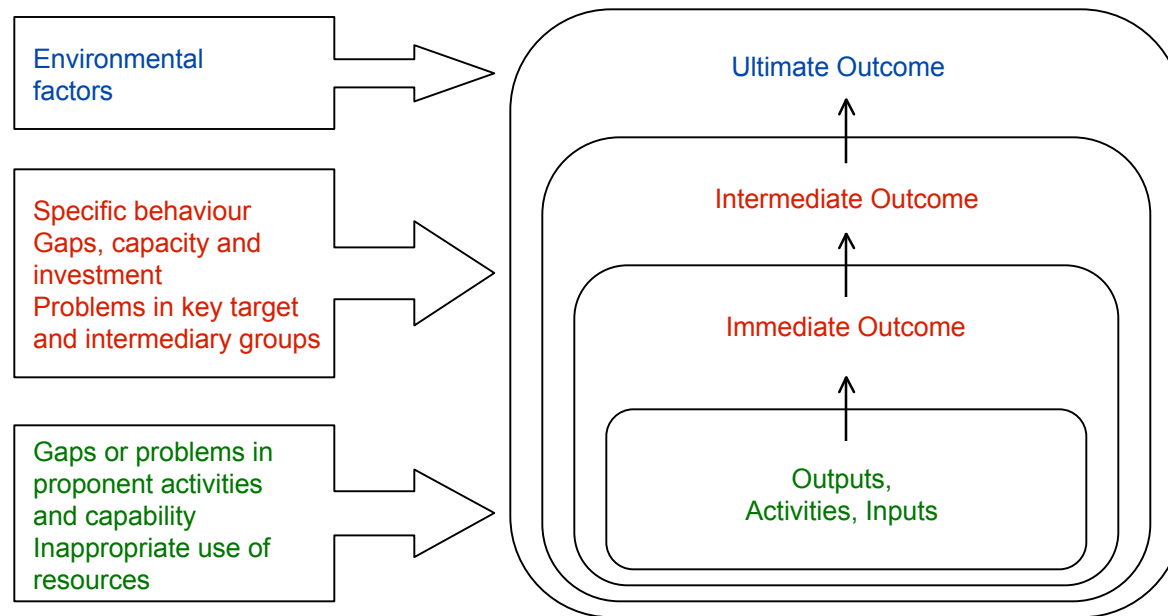 Environmental
factors
Ultimate Outcome
Specific behaviour
Gaps, capacity and
investment
Problems in key target
and intermediary groups
Intermediate Outcome
Immediate Outcome
Gaps or problems in
proponent activities
and capability
Inappropriate use of
resources
Outputs,
Activities, Inputs